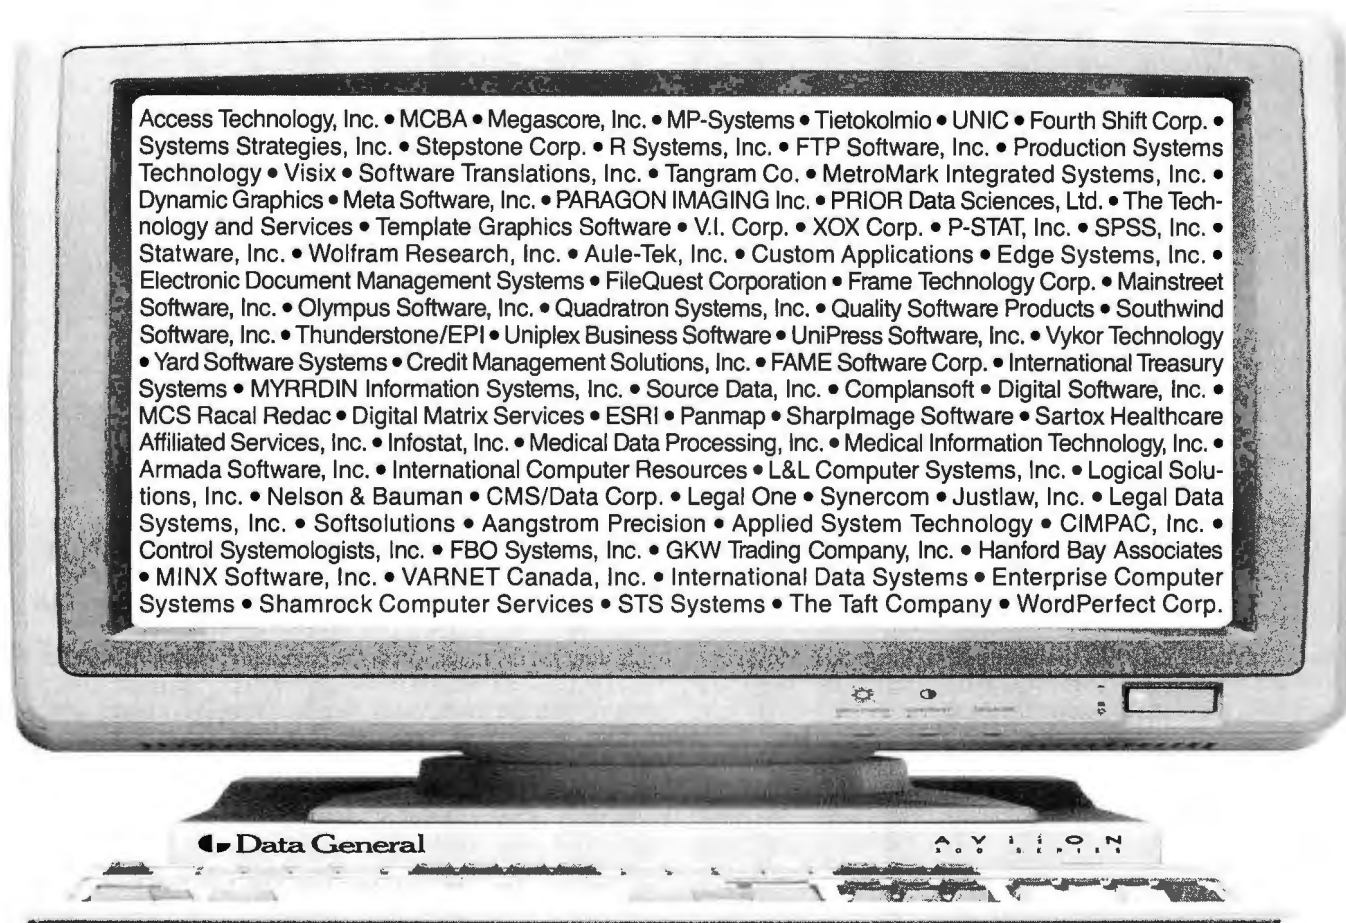 Access Technology, Inc. • MCBA • Megascore, Inc. • MP-Systems • Tietokolmio • UNIC • Fourth Shift Corp. •
Systems Strategies, Inc. • Stepstone Corp. • R Systems, Inc. • FTP Software, Inc. • Production Systems
Technology • Visix • Software Translations, Inc. • Tangram Co. • MetroMark Integrated Systems, Inc. •
Dynamic Graphics • Meta Software, Inc. • PARAGON IMAGING Inc. • PRIOR Data Sciences, Ltd. • The Tech-
nology and Services • Template Graphics Software • V.I. Corp. • XOX Corp. • P-STAT, Inc. • SPSS, Inc. •
Statware, Inc. • Wolfram Research, Inc. • Aule-Tek, Inc. • Custom Applications • Edge Systems, Inc. •
Electronic Document Management Systems • FileQuest Corporation • Frame Technology Corp. • Mainstreet
Software, Inc. • Olympus Software, Inc. • Quadratron Systems, Inc. • Quality Software Products • Southwind
Software, Inc. • Thunderstone/EPI • Uniplex Business Software • UniPress Software, Inc. • Vykor Technology
• Yard Software Systems • Credit Management Solutions, Inc. • FAME Software Corp. • International Treasury
Systems • MYRRDIN Information Systems, Inc. • Source Data, Inc. • Complansoft • Digital Software, Inc. •
MCS Racal Redac • Digital Matrix Services • ESRI • Panmap • SharpImage Software • Sartox Healthcare
Affiliated Services, Inc. • Infostat, Inc. • Medical Data Processing, Inc. • Medical Information Technology, Inc. •
Armada Software, Inc. • International Computer Resources • L&L Computer Systems, Inc. • Logical Solu-
tions, Inc. • Nelson & Bauman • CMS/Data Corp. • Legal One • Synercom • Justlaw, Inc. • Legal Data
Systems, Inc. • Softsolutions • Aangstrom Precision • Applied System Technology • CIMPAC, Inc. •
Control Systemologists, Inc. • FBO Systems, Inc. • GKW Trading Company, Inc. • Hanford Bay Associates
• MINX Software, Inc. • VARNET Canada, Inc. • International Data Systems • Enterprise Computer
Systems • Shamrock Computer Services • STS Systems • The Taft Company • WordPerfect Corp.
Data General
AViiON